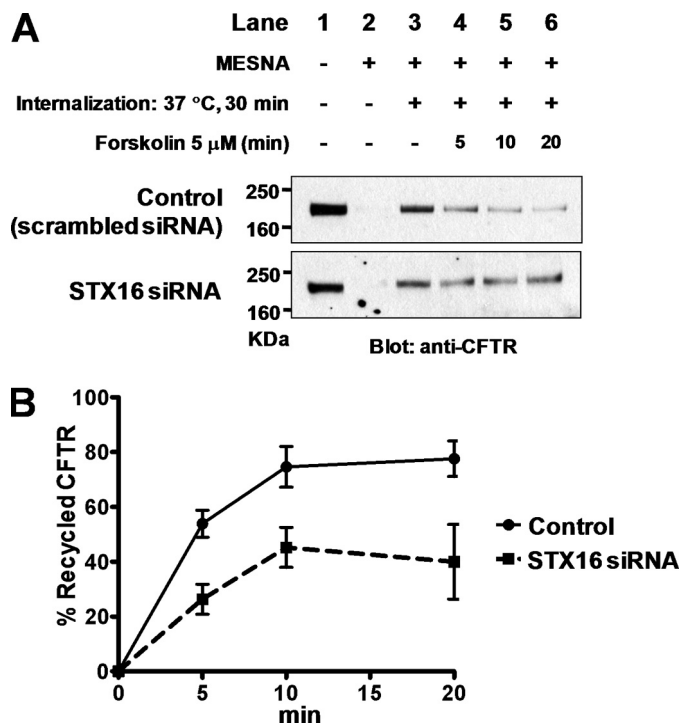 A
Lane 1 2 3 4 5 6
MESNA - + + + + +
Internalization: 37 °C, 30 min - - + + + +
Forskolin 5 µM (min) - - - 5 10 20
Control
(scrambled siRNA)
250
160
STX16 siRNA
250
160
KDa
Blot: anti-CFTR
B
% Recycled CFTR
100
80
60
40
20
0
0 5 10 15 20
min
Control
STX16 siRNA